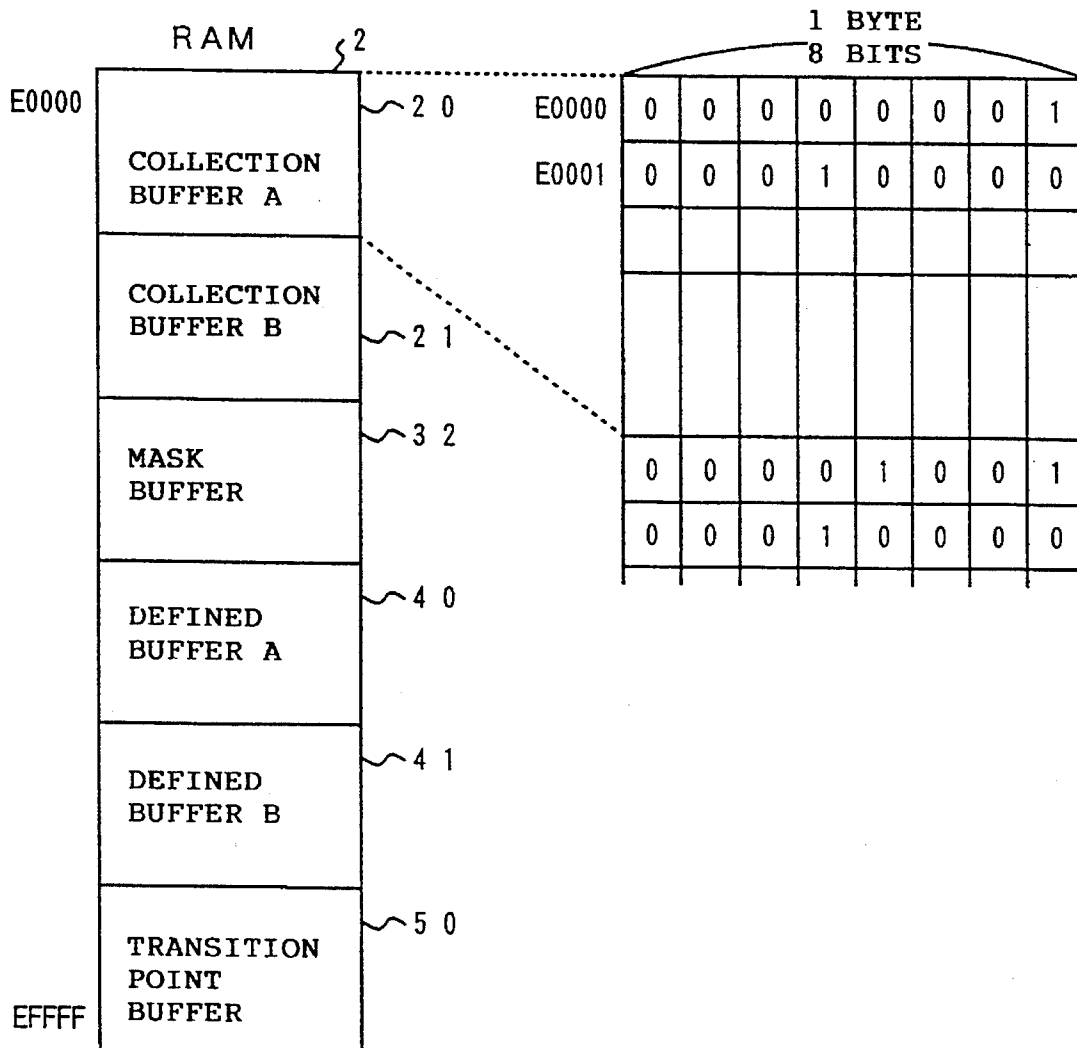 1 BYTE
8 BITS
RAM 2
E0000
20
COLLECTION
BUFFER A
COLLECTION
BUFFER B
21
32
MASK
BUFFER
40
DEFINED
BUFFER A
41
DEFINED
BUFFER B
50
TRANSITION
POINT
BUFFER
EFFFF
E0000 0 0 0 0 0 0 0 1
E0001 0 0 0 1 0 0 0 0
0 0 0 0 1 0 0 1
0 0 0 1 0 0 0 0